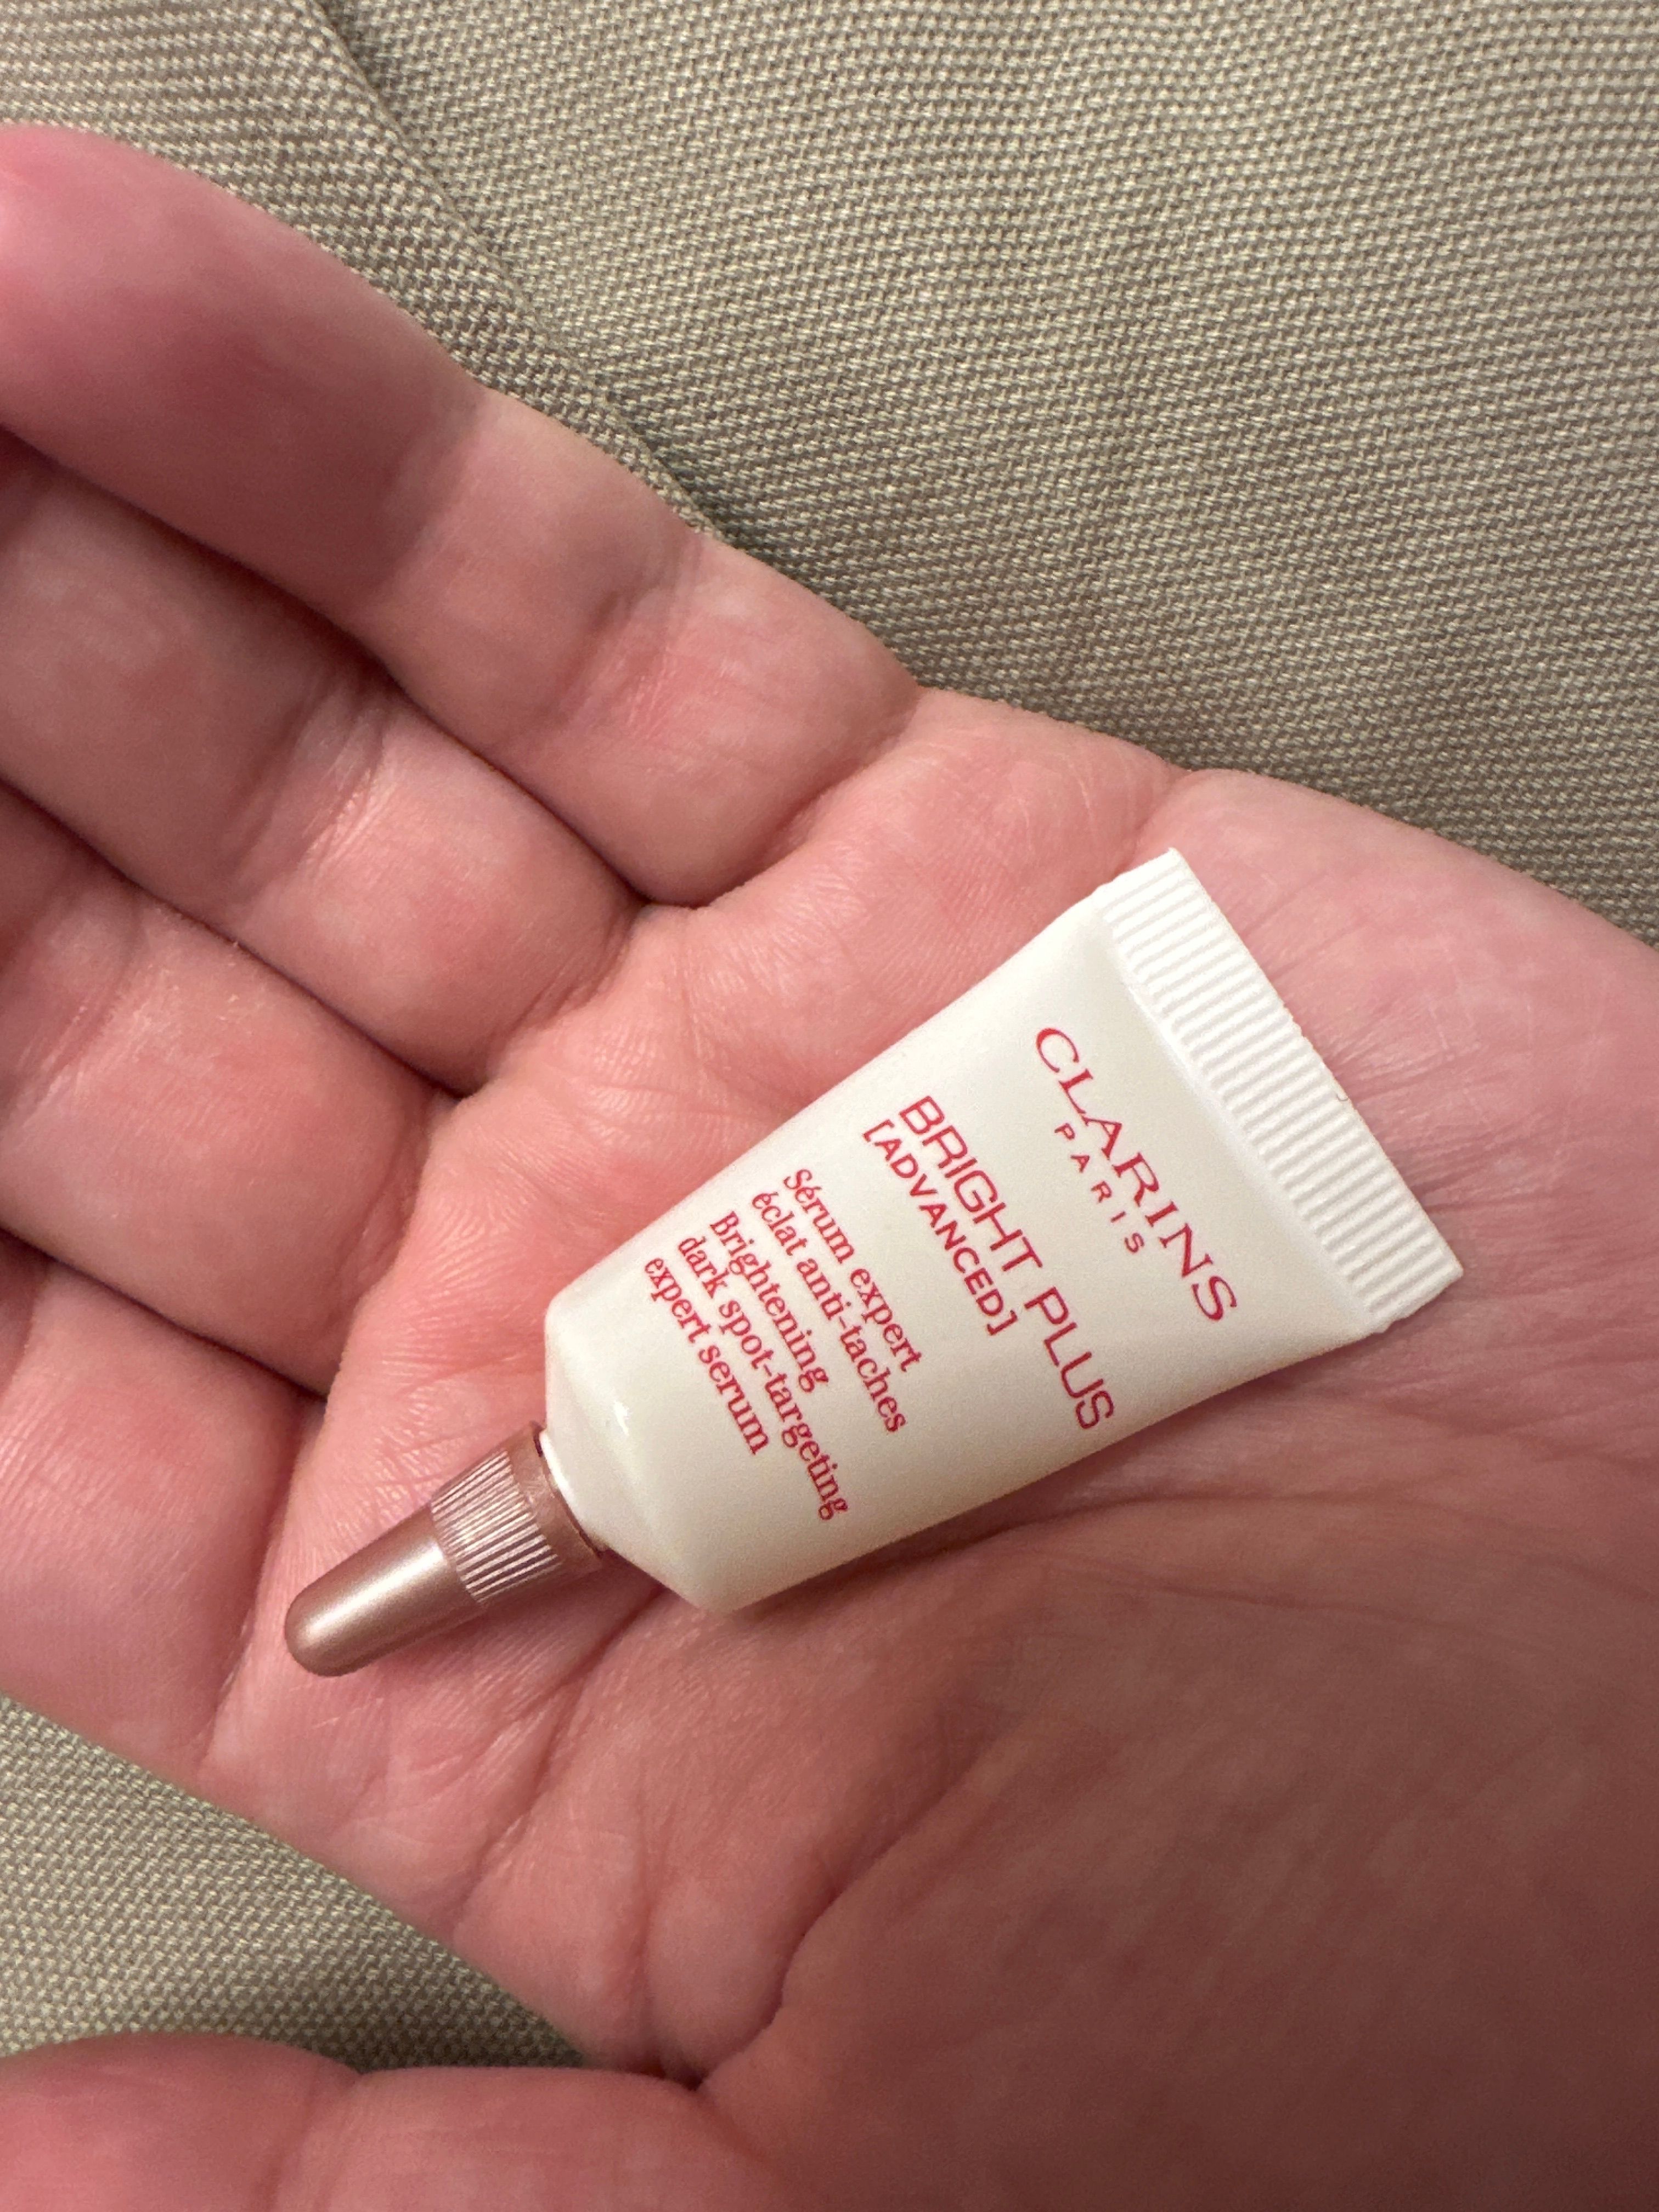 CLARINS
PARIS
BRIGHT PLUS
[ADVANCED]
Sérum expert
éclat anti-taches
Brightening
dark spot-targeting
expert serum